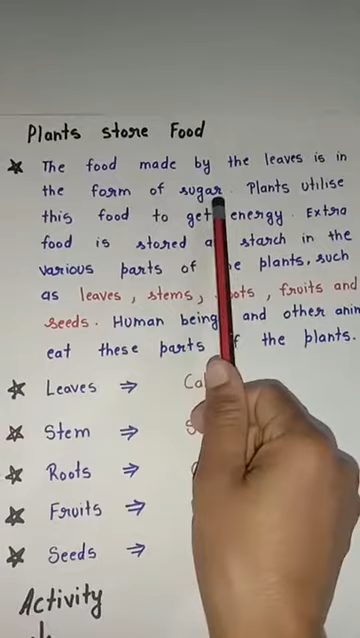 Plants store Food
The food made by the leaves is in
the form of sugar. Plants utilise
this food to get energy. Extra
food is stored starch in the
various parts of plants, such
as leaves, stems, fruits and
seeds. Human and other
eat these parts the plants.
Leaves ⇒
Stem ⇒
Roots ⇒
Fruits ⇒
Seeds ⇒
Activity